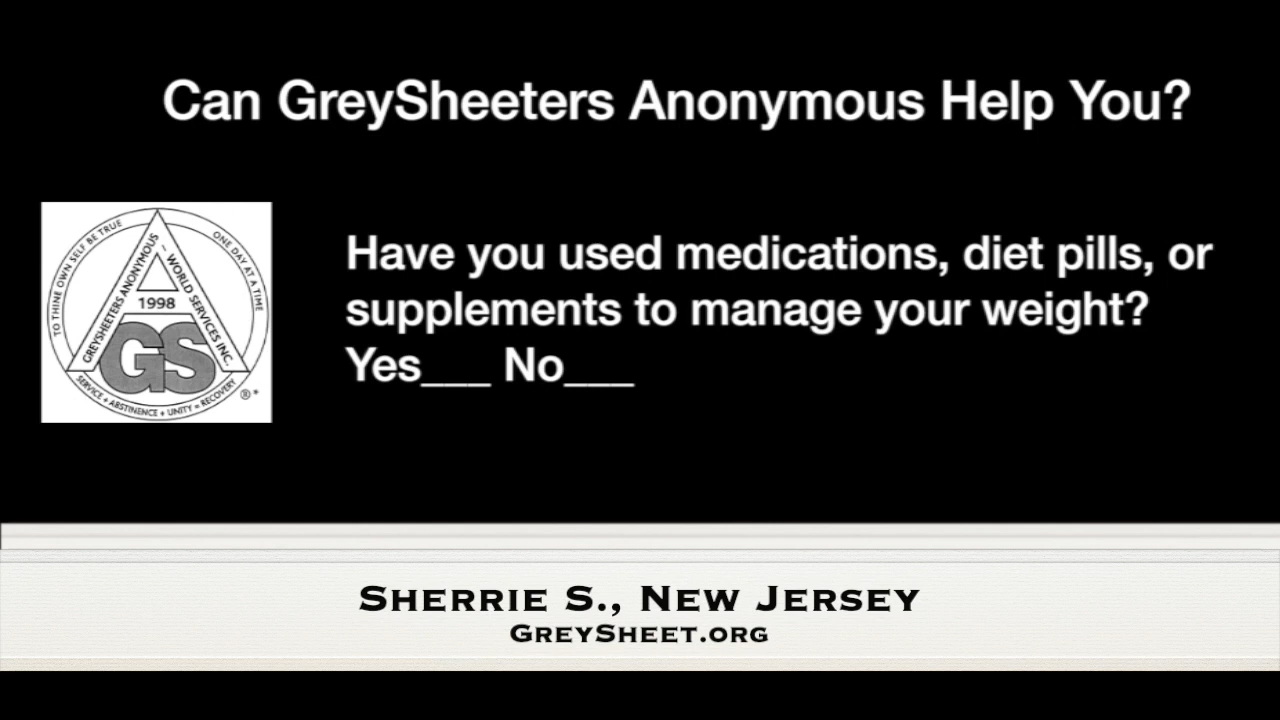 Can GreySheeters Anonymous Help You?
TO THINE OWN SELF BE TRUE
ONE DAY AT A TIME
GREYSHEETERS ANONYMOUS – WORLD SERVICES INC.
1998
GS
SERVICE + ABSTINENCE + UNITY = RECOVERY
®*
Have you used medications, diet pills, or
supplements to manage your weight?
Yes___ No___
Sherrie S., New Jersey
GreySheet.org